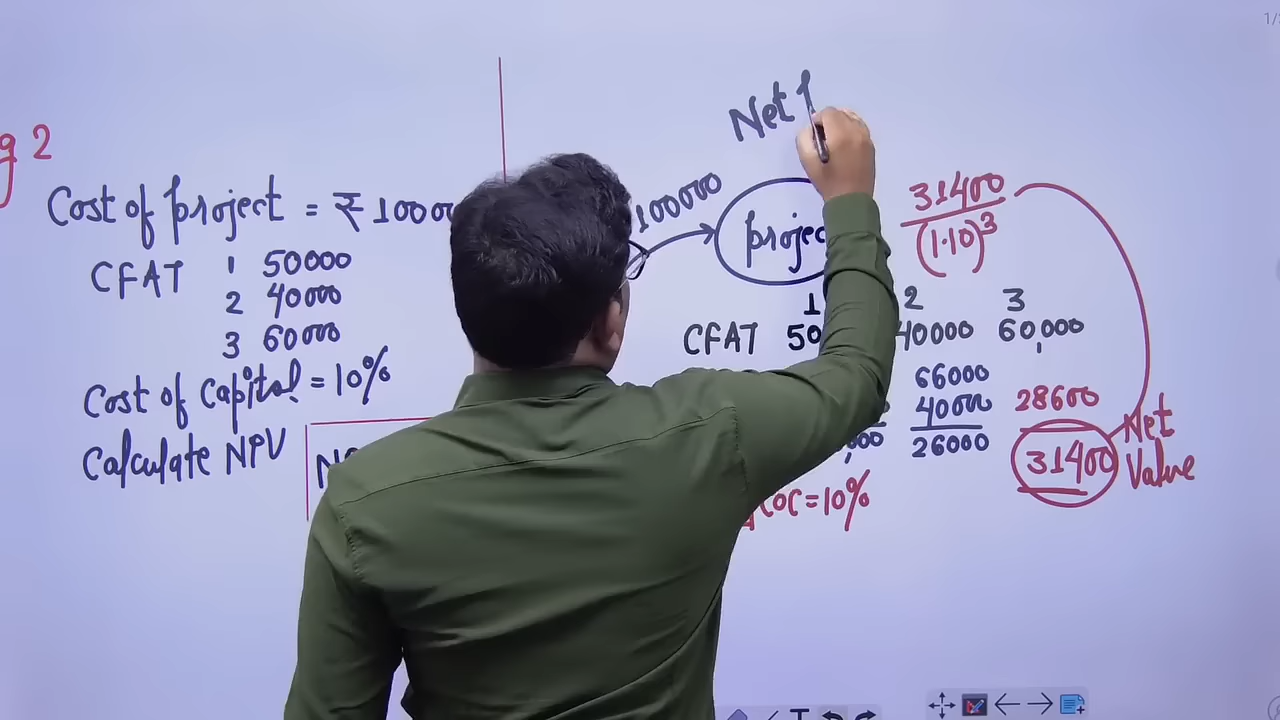 g 2
Cost of project = ₹ 10000
CFAT 1 50000
2 40000
3 60000
Cost of Capital = 10%
Calculate NPV
Net
100000
project
31400
(1.10)³
1 2 3
CFAT 50 40000 60,000
66000
40000 28600
,000 26000
31400
Net
Value
COC = 10%